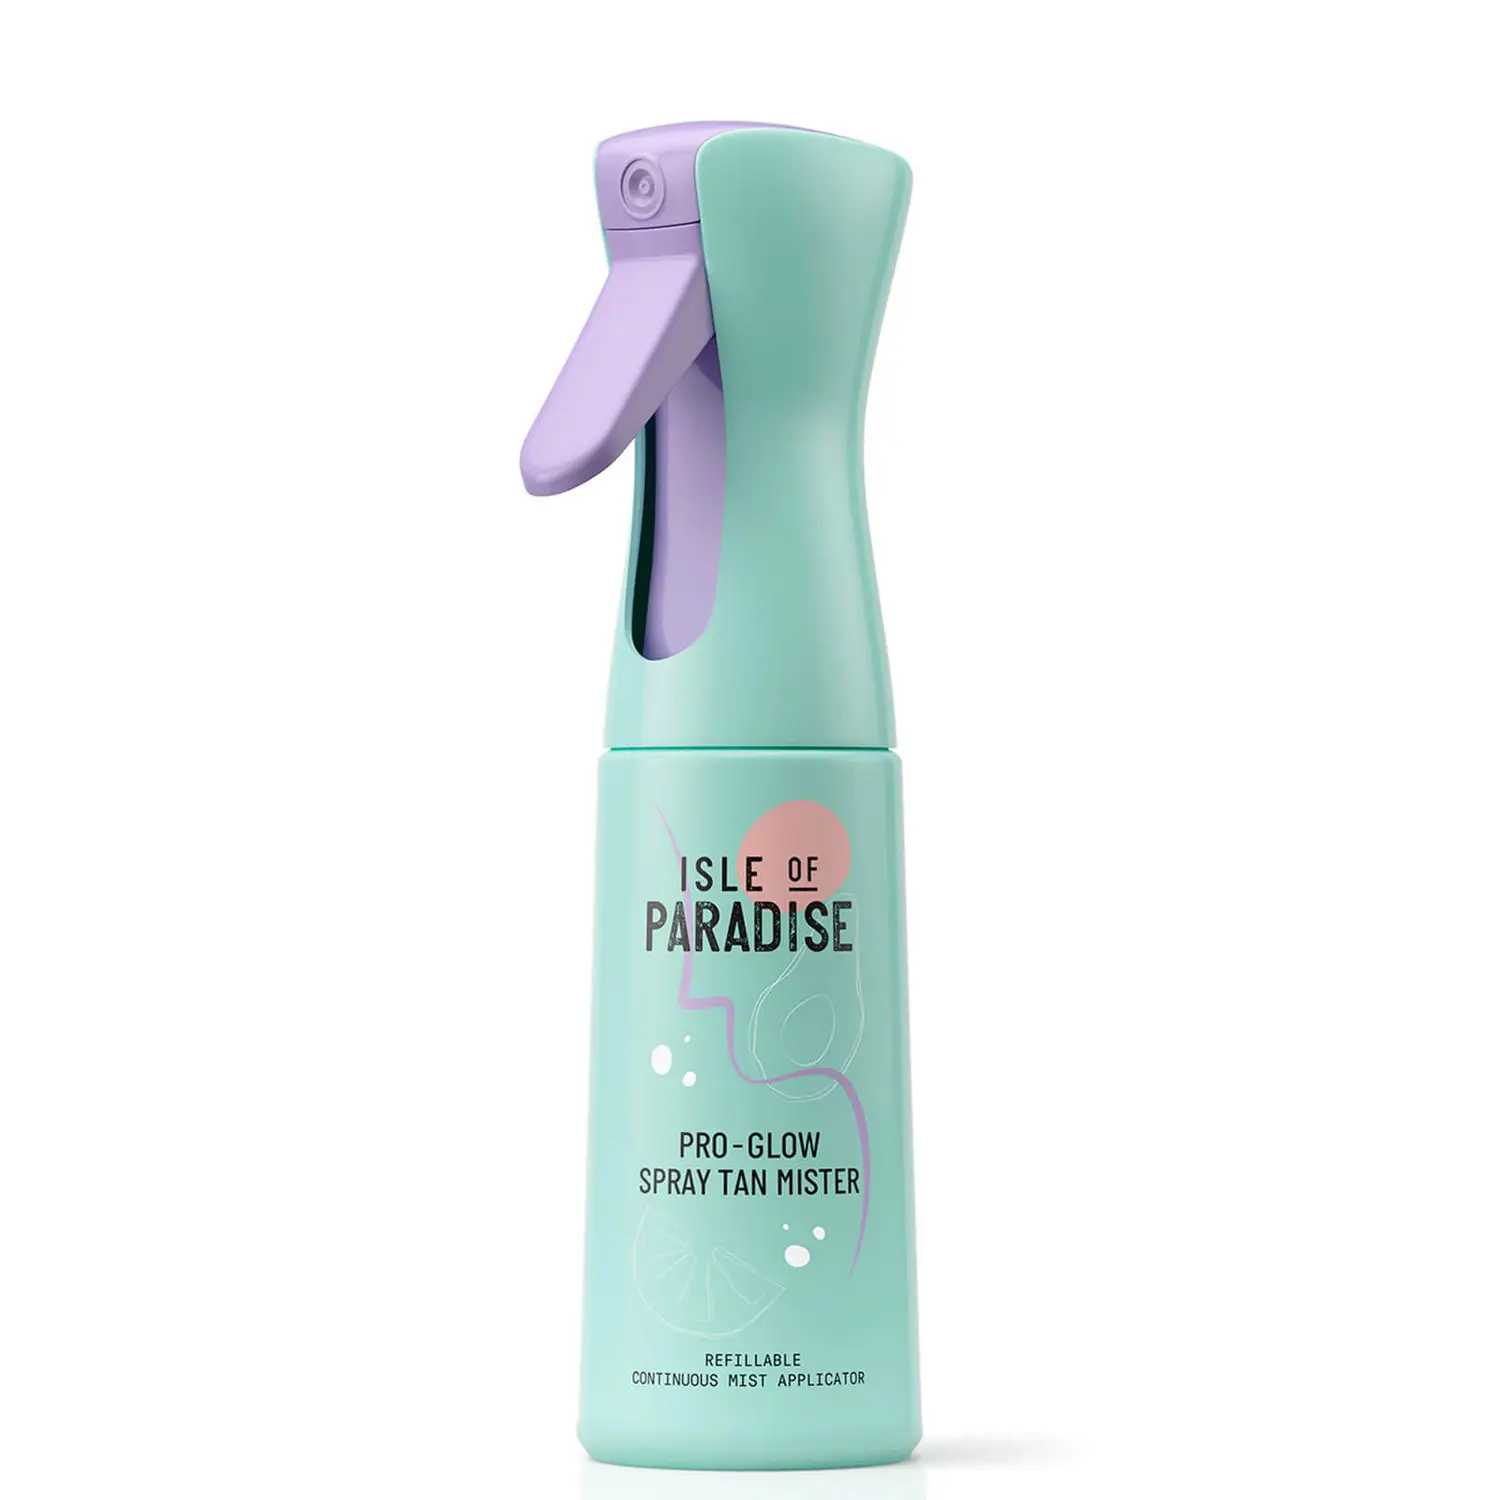 ISLE OF
PARADISE
PRO-GLOW
SPRAY TAN MISTER
REFILLABLE
CONTINUOUS MIST APPLICATOR